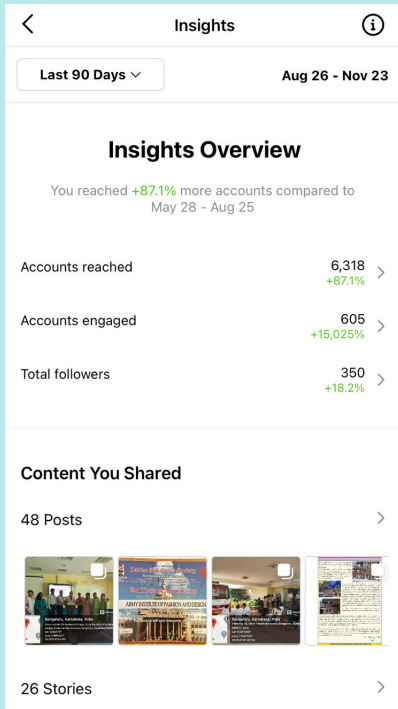 Insights
Last 90 Days
Aug 26 - Nov 23
Insights Overview
You reached +87.1% more accounts compared to
May 28 - Aug 25
Accounts reached
6,318
+87.1%
Accounts engaged
605
+15,025%
Total followers
350
+18.2%
Content You Shared
48 Posts
Bengaluru, Karnataka, India
ARMY INSTITUTE OF FASHION AND DESIGN
Bengaluru, Karnataka, India
26 Stories